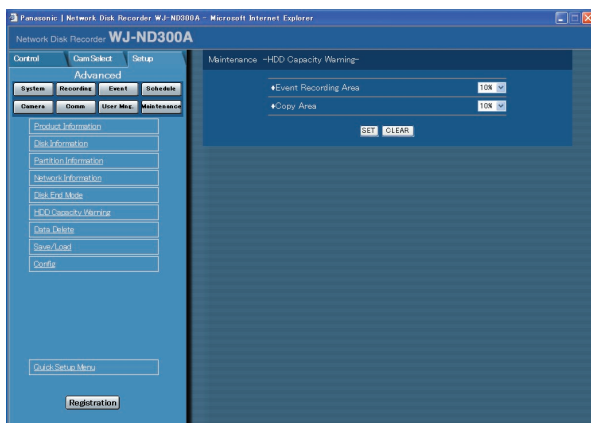 Panasonic | Network Disk Recorder WJ-ND300A - Microsoft Internet Explorer
Network Disk Recorder WJ-ND300A
Control Cam Select Setup
Advanced
System Recording Event Schedule
Camera Comm User Mng. Maintenance
Product Information
Disk Information
Partition Information
Network Information
Disk End Mode
HDD Capacity Warning
Data Delete
Save/Load
Config
Quick Setup Menu
Registration
Maintenance -HDD Capacity Warning-
♦Event Recording Area 10%
♦Copy Area 10%
SET CLEAR